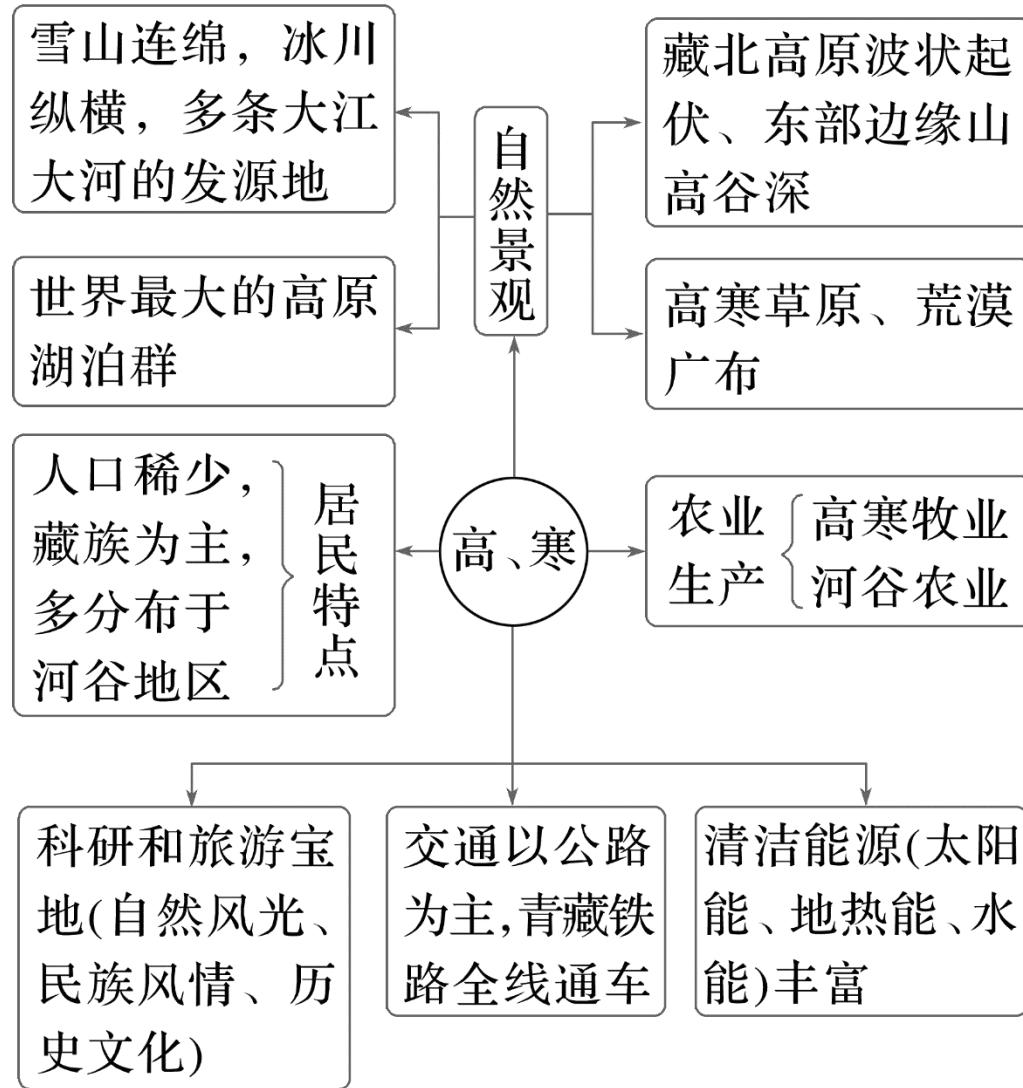 雪山连绵，冰川
纵横，多条大江
大河的发源地
自然景观
藏北高原波状起
伏、东部边缘山
高谷深
世界最大的高原
湖泊群
高寒草原、荒漠
广布
人口稀少，
藏族为主，
多分布于
河谷地区
居民特点
高、寒
农业
生产
高寒牧业
河谷农业
科研和旅游宝
地(自然风光、
民族风情、历
史文化)
交通以公路
为主,青藏铁
路全线通车
清洁能源(太阳
能、地热能、水
能)丰富